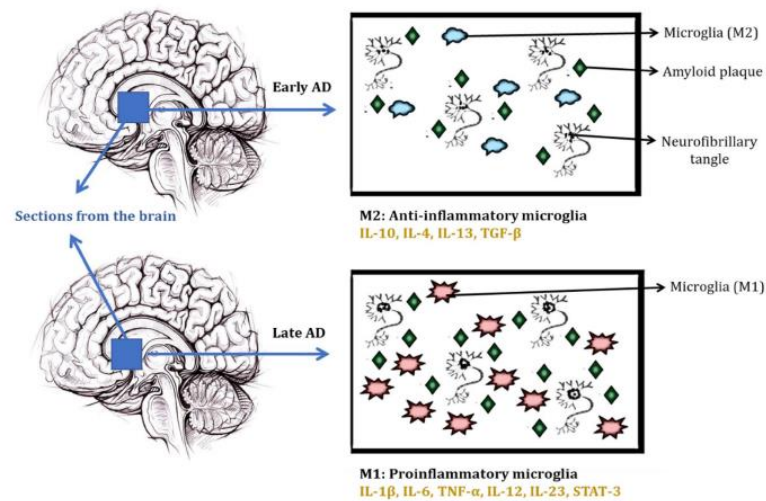 Early AD
Microglia (M2)
Amyloid plaque
Neurofibrillary
tangle
Sections from the brain
M2: Anti-inflammatory microglia
IL-10, IL-4, IL-13, TGF-β
Late AD
Microglia (M1)
M1: Proinflammatory microglia
IL-1β, IL-6, TNF-α, IL-12, IL-23, STAT-3